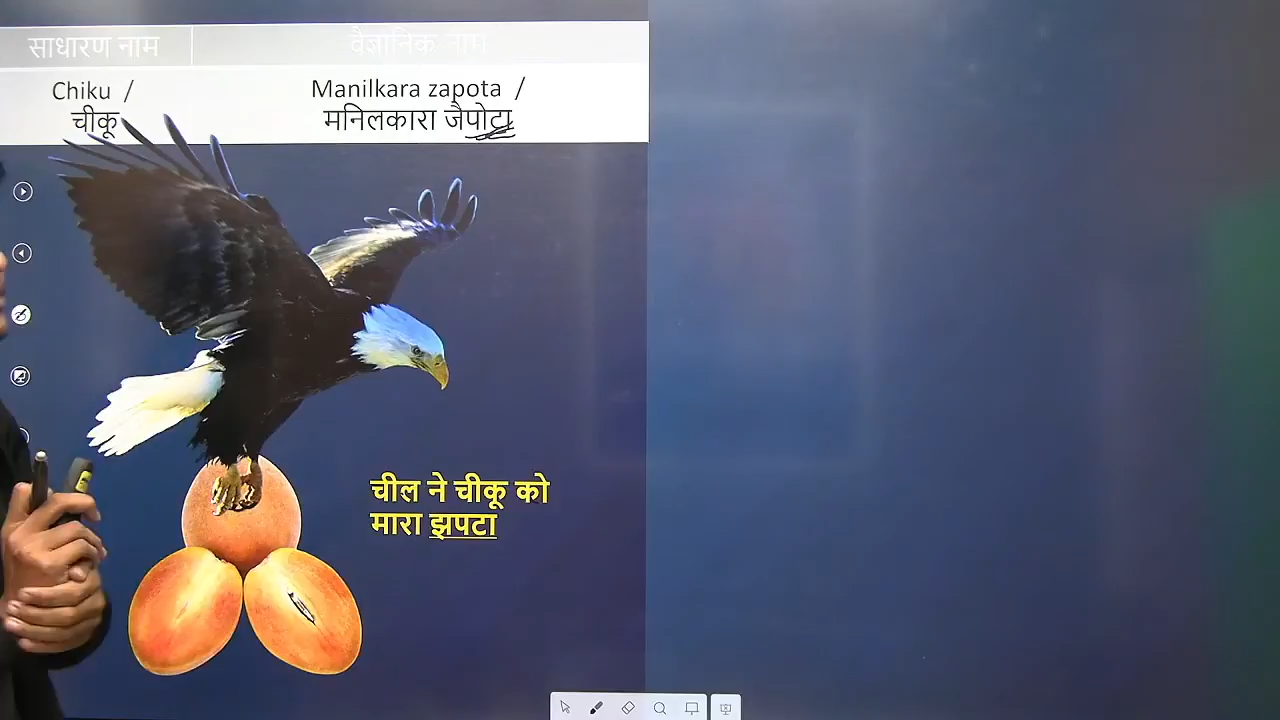 साधारण नाम
वैज्ञानिक नाम
Chiku /
चीकू
Manilkara zapota /
मनिलकारा जैपोटा
चील ने चीकू को
मारा झपटा